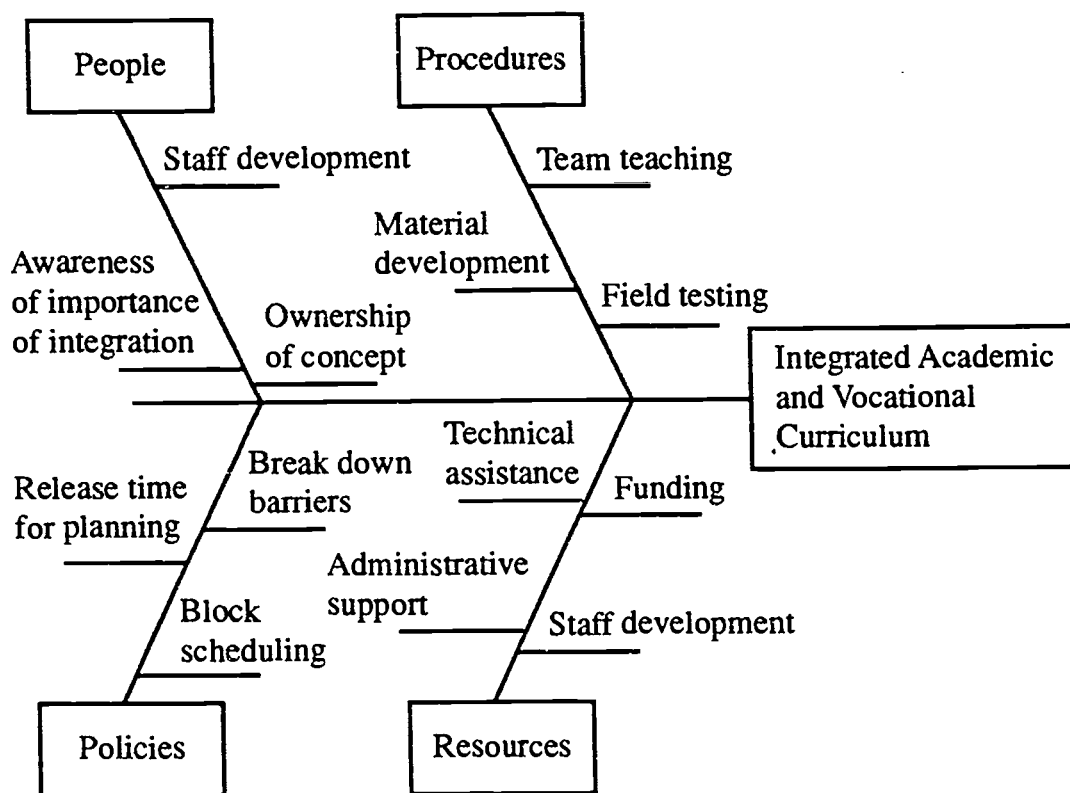 People
Procedures
Staff development
Team teaching
Material
development
Awareness
of importance
of integration
Ownership
of concept
Field testing
Integrated Academic
and Vocational
Curriculum
Technical
assistance
Break down
barriers
Release time
for planning
Funding
Administrative
support
Block
scheduling
Staff development
Policies
Resources